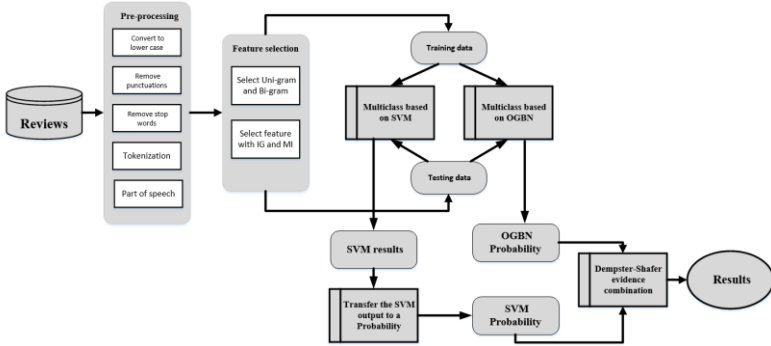 Pre-processing
Convert to
lower case
Remove
punctuations
Remove stop
words
Tokenization
Part of speech
Reviews
Feature selection
Select Uni-gram
and Bi-gram
Select feature
with IG and MI
Training data
Multiclass based
on SVM
Multiclass based
on OGBN
Testing data
SVM results
OGBN
Probability
Transfer the SVM
output to a
Probability
SVM
Probability
Dempster-Shafer
evidence
combination
Results